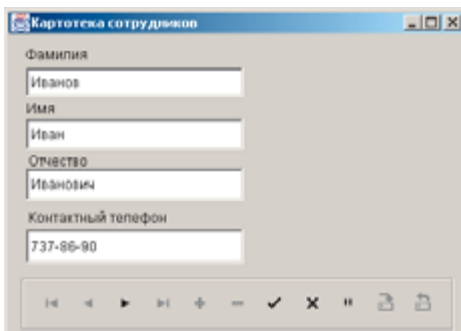 Картотека сотрудников
Фамилия
Иванов
Имя
Иван
Отчество
Иванович
Контактный телефон
737-86-90